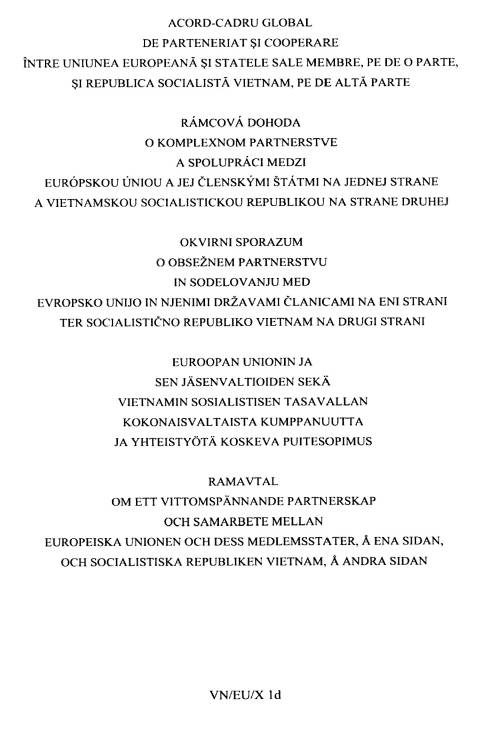 ACORD-CADRU GLOBAL
DE PARTENERIAT ŞI COOPERARE
ÎNTRE UNIUNEA EUROPEANĂ ŞI STATELE SALE MEMBRE, PE DE O PARTE,
ŞI REPUBLICA SOCIALISTĂ VIETNAM, PE DE ALTĂ PARTE
RÁMCOVÁ DOHODA
O KOMPLEXNOM PARTNERSTVE
A SPOLUPRÁCI MEDZI
EURÓPSKOU ÚNIOU A JEJ ČLENSKÝMI ŠTÁTMI NA JEDNEJ STRANE
A VIETNAMSKOU SOCIALISTICKOU REPUBLIKOU NA STRANE DRUHEJ
OKVIRNI SPORAZUM
O OBSEŽNEM PARTNERSTVU
IN SODELOVANJU MED
EVROPSKO UNIJO IN NJENIMI DRŽAVAMI ČLANICAMI NA ENI STRANI
TER SOCIALISTIČNO REPUBLIKO VIETNAM NA DRUGI STRANI
EUROOPAN UNIONIN JA
SEN JÄSENVALTIOIDEN SEKÄ
VIETNAMIN SOSIALISTISEN TASAVALLAN
KOKONAISVALTAISTA KUMPPANUUTTA
JA YHTEISTYÖTÄ KOSKEVA PUITESOPIMUS
RAMAVTAL
OM ETT VITTOMSPÄNNANDE PARTNERSKAP
OCH SAMARBETE MELLAN
EUROPEISKA UNIONEN OCH DESS MEDLEMSSTATER, Å ENA SIDAN,
OCH SOCIALISTISKA REPUBLIKEN VIETNAM, Å ANDRA SIDAN
VN/EU/X 1d